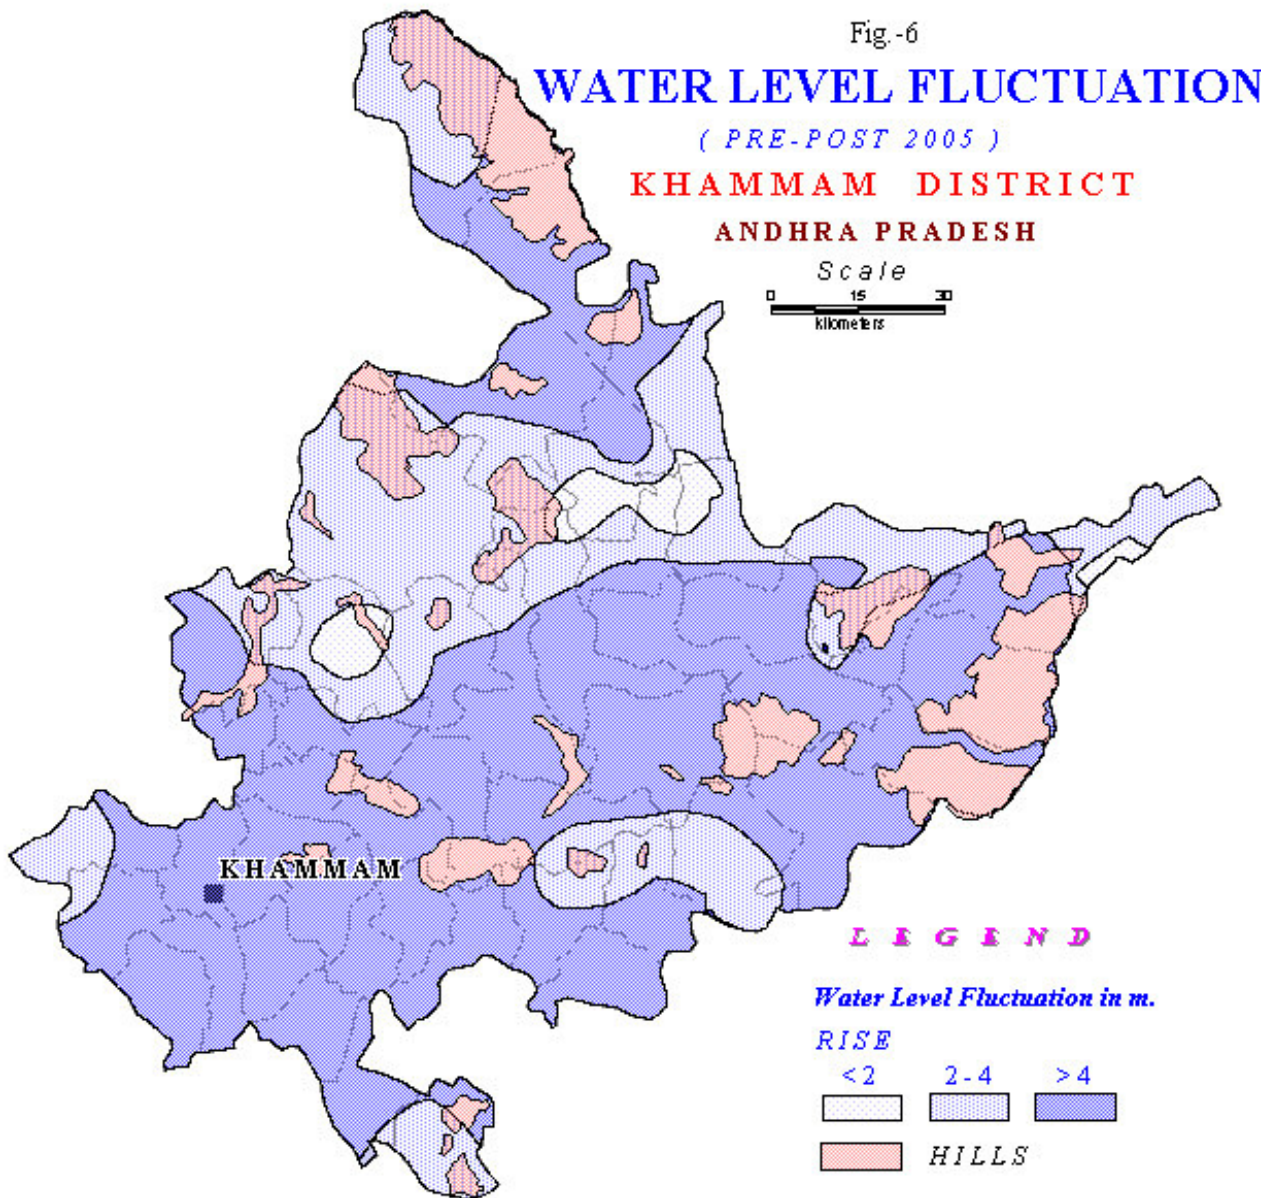 Fig.-6
WATER LEVEL FLUCTUATION
( PRE-POST 2005 )
KHAMMAM DISTRICT
ANDHRA PRADESH
Scale
0 15 30
kilometers
KHAMMAM
LEGEND
Water Level Fluctuation in m.
RISE
<2 2-4 >4
HILLS